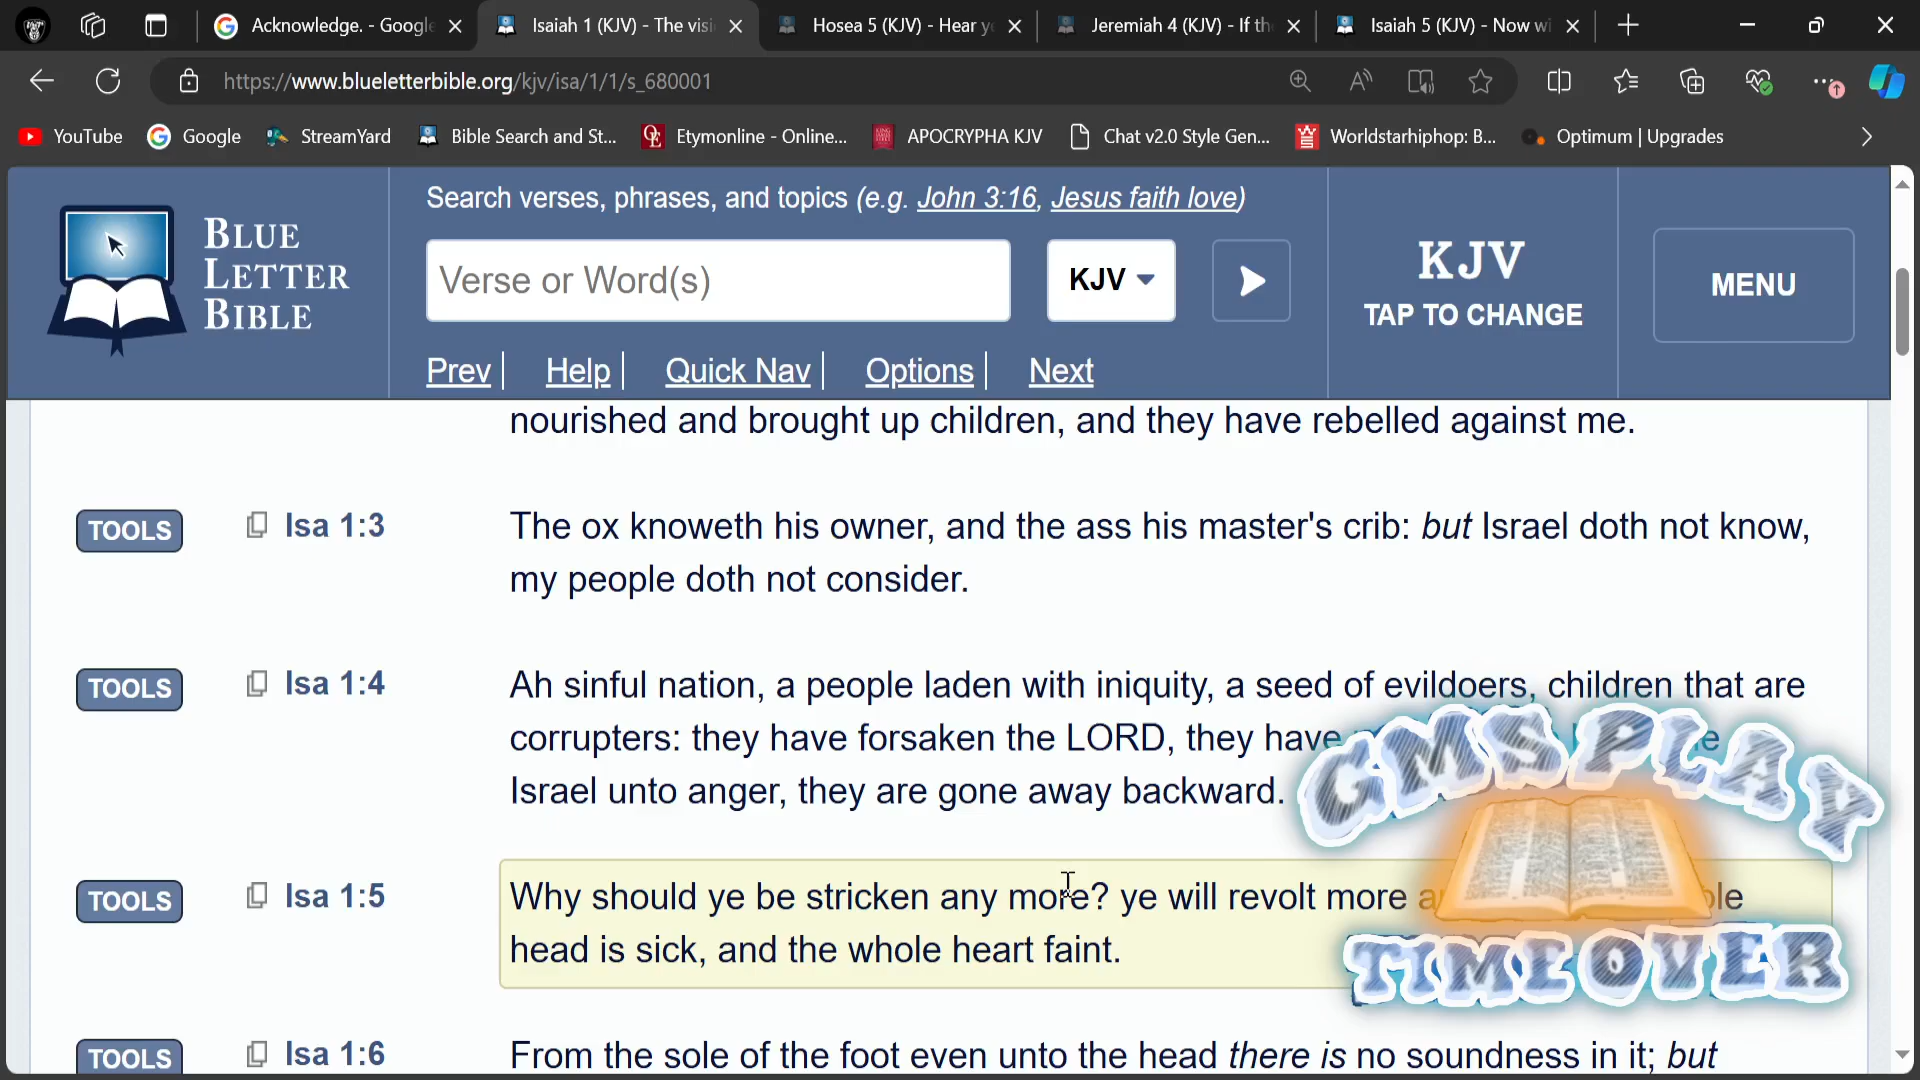 Acknowledge. - Google
Isaiah 1 (KJV) - The visi
Hosea 5 (KJV) - Hear ye
Jeremiah 4 (KJV) - If th
Isaiah 5 (KJV) - Now wi
https://www.blueletterbible.org/kjv/isa/1/1/s_680001
YouTube
Google
StreamYard
Bible Search and St...
Etymonline - Online...
APOCRYPHA KJV
Chat v2.0 Style Gen...
Worldstarhiphop: B...
Optimum | Upgrades
BLUE
LETTER
BIBLE
Search verses, phrases, and topics (e.g. John 3:16, Jesus faith love)
Verse or Word(s)
KJV
KJV
TAP TO CHANGE
MENU
Prev
Help
Quick Nav
Options
Next
nourished and brought up children, and they have rebelled against me.
TOOLS
Isa 1:3
The ox knoweth his owner, and the ass his master's crib: but Israel doth not know,
my people doth not consider.
TOOLS
Isa 1:4
Ah sinful nation, a people laden with iniquity, a seed of evildoers, children that are
corrupters: they have forsaken the LORD, they have
Israel unto anger, they are gone away backward.
TOOLS
Isa 1:5
Why should ye be stricken any more? ye will revolt more
head is sick, and the whole heart faint.
TOOLS
Isa 1:6
From the sole of the foot even unto the head there is no soundness in it; but
GMS PLAY
TIME OVER